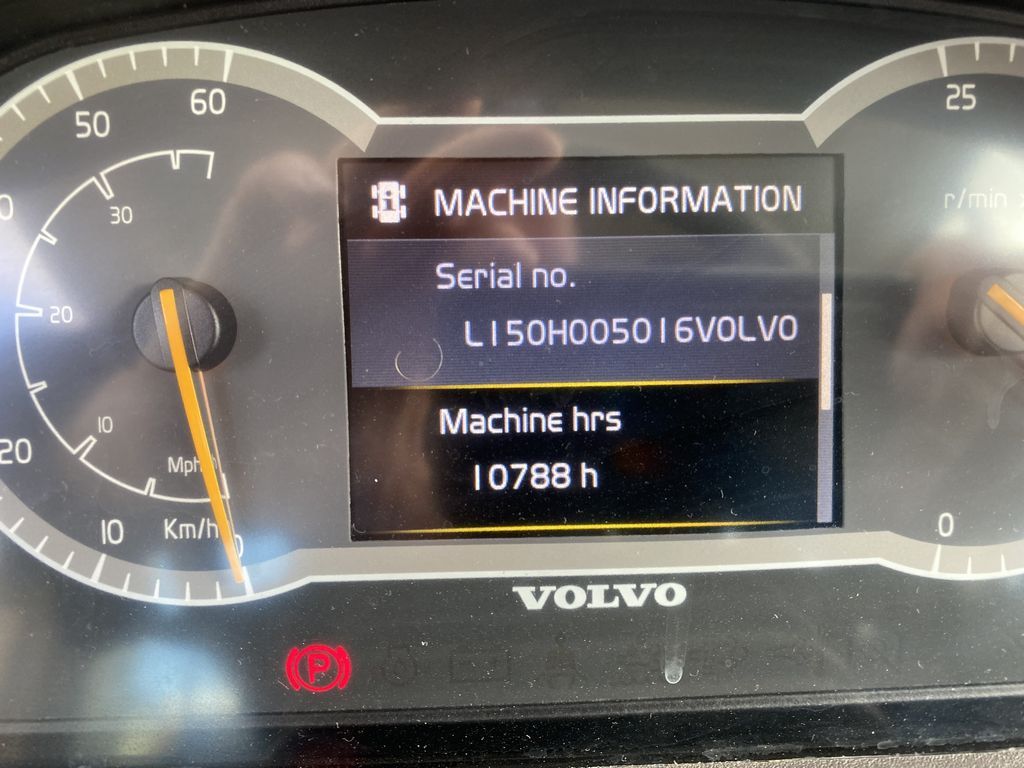 60
25
50
MACHINE INFORMATION
30
r/min
Serial no.
20
L150H005016VOLVO
Machine hrs
10
20
Mph
10788 h
10
Km/h
0
0
VOLVO
P